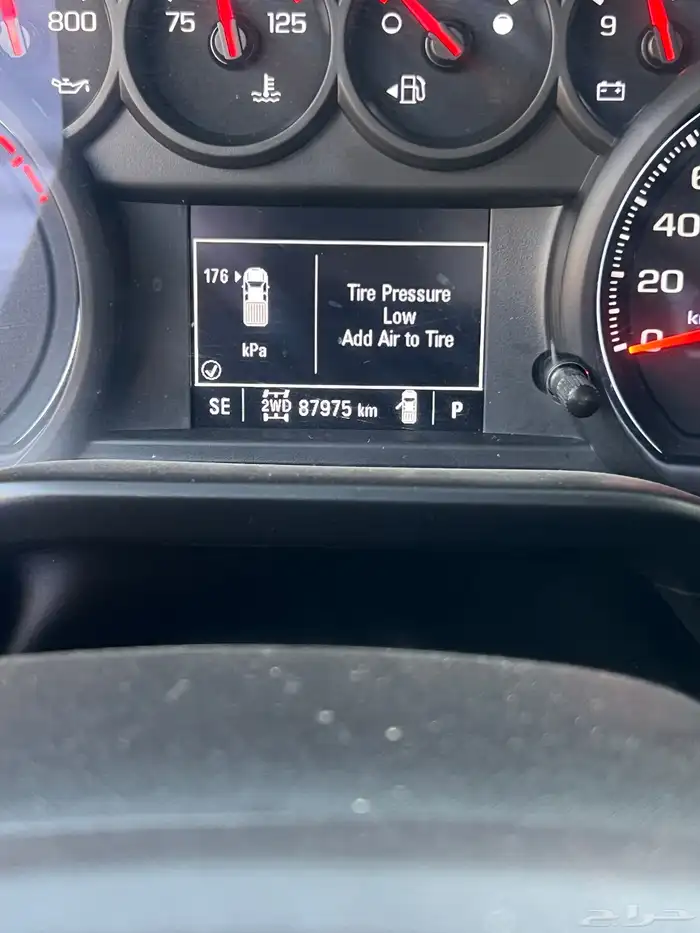 800
75 125
9
176
kPa
Tire Pressure
Low
Add Air to Tire
SE 2WD 87975 km P
40
20
0
حراج